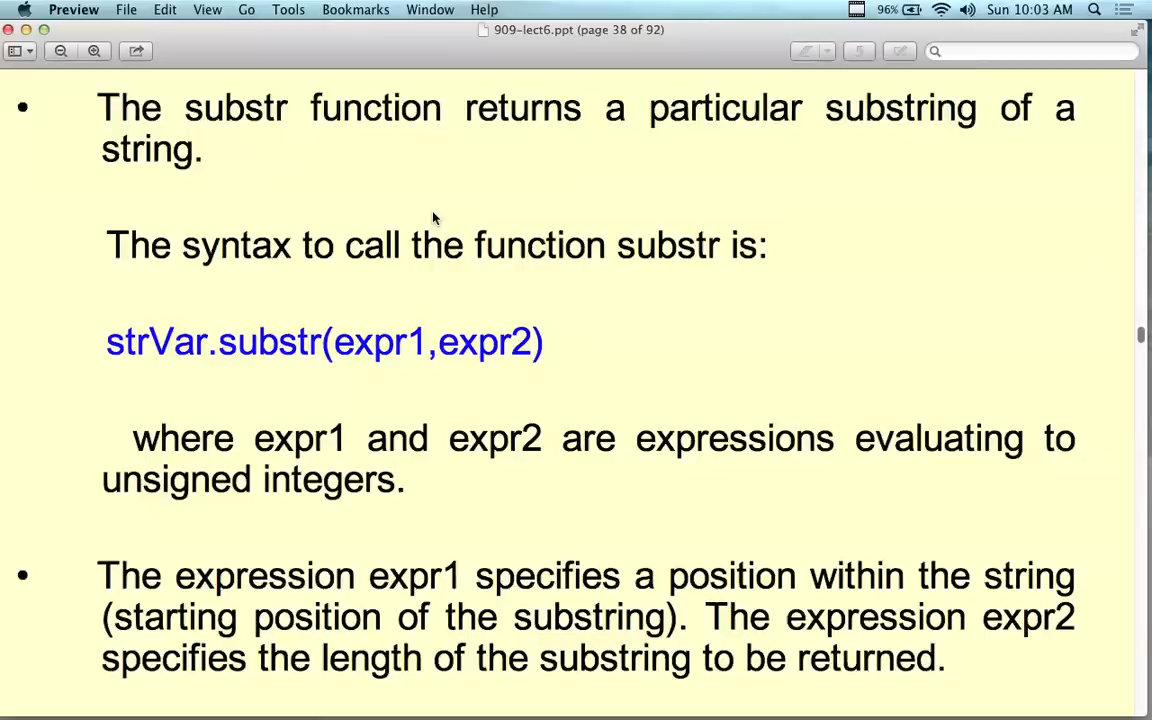 Preview File Edit View Go Tools Bookmarks Window Help 96% Sun 10:03 AM
909-lect6.ppt (page 38 of 92)
• The substr function returns a particular substring of a
string.
The syntax to call the function substr is:
strVar.substr(expr1,expr2)
where expr1 and expr2 are expressions evaluating to
unsigned integers.
• The expression expr1 specifies a position within the string
(starting position of the substring). The expression expr2
specifies the length of the substring to be returned.